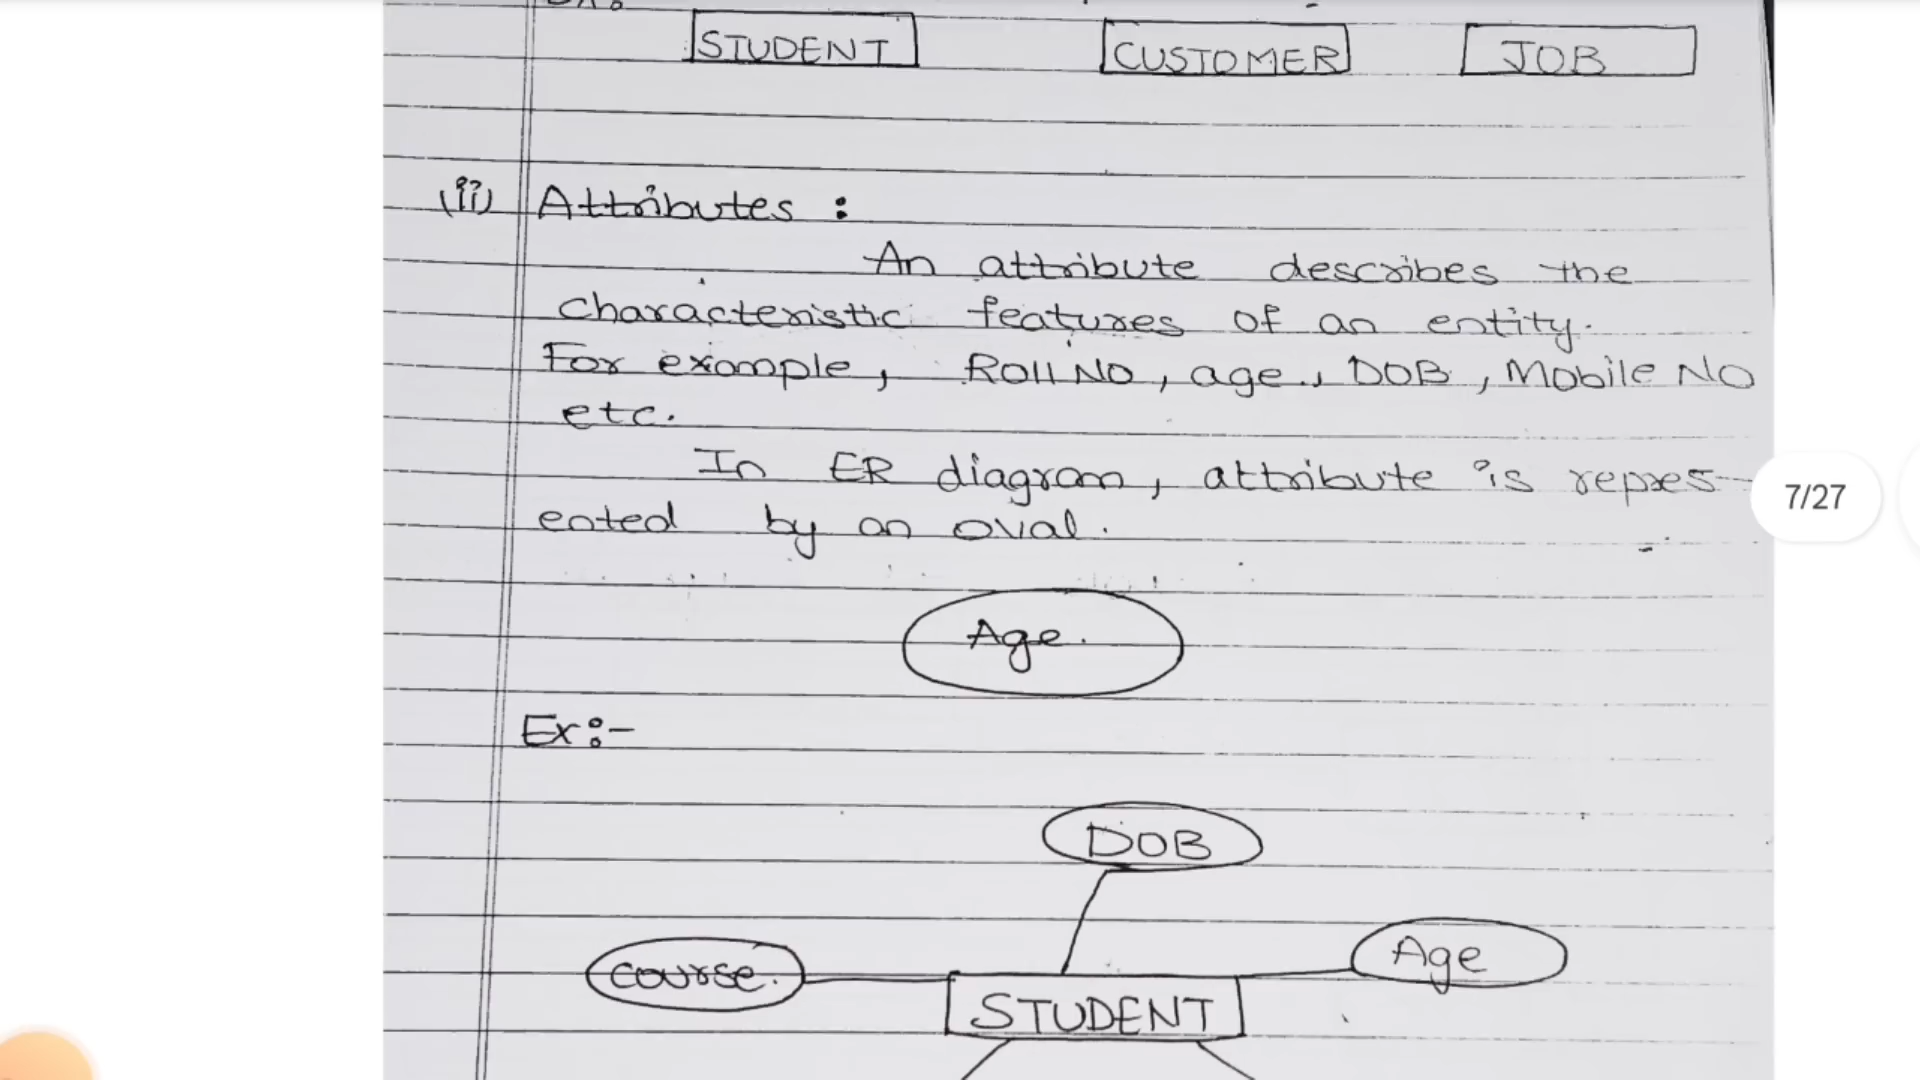 STUDENT CUSTOMER JOB
(ii) Attributes :
An attribute describes the
characteristic features of an entity.
For example, Roll No, age, DOB, Mobile No
etc.
In ER diagram, attribute is repres-
ented by an oval.
7/27
Age.
Ex:-
DOB
Age
course.
STUDENT